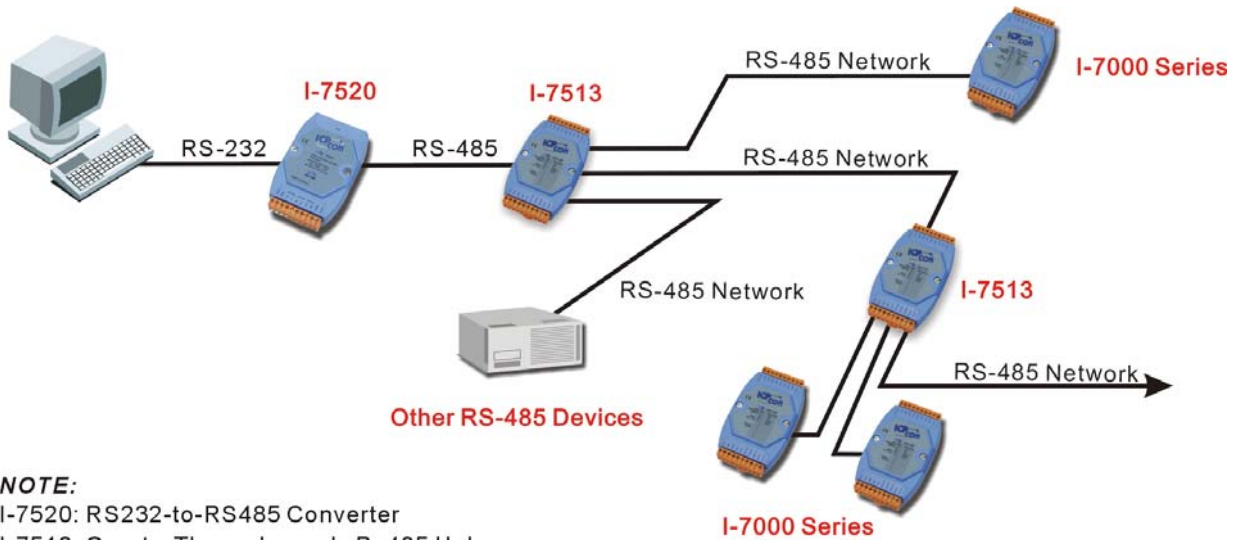 RS-485 Network
I-7000 Series
I-7520
I-7513
RS-232
RS-485
RS-485 Network
RS-485 Network
I-7513
RS-485 Network
Other RS-485 Devices
I-7000 Series
NOTE:
I-7520: RS232-to-RS485 Converter